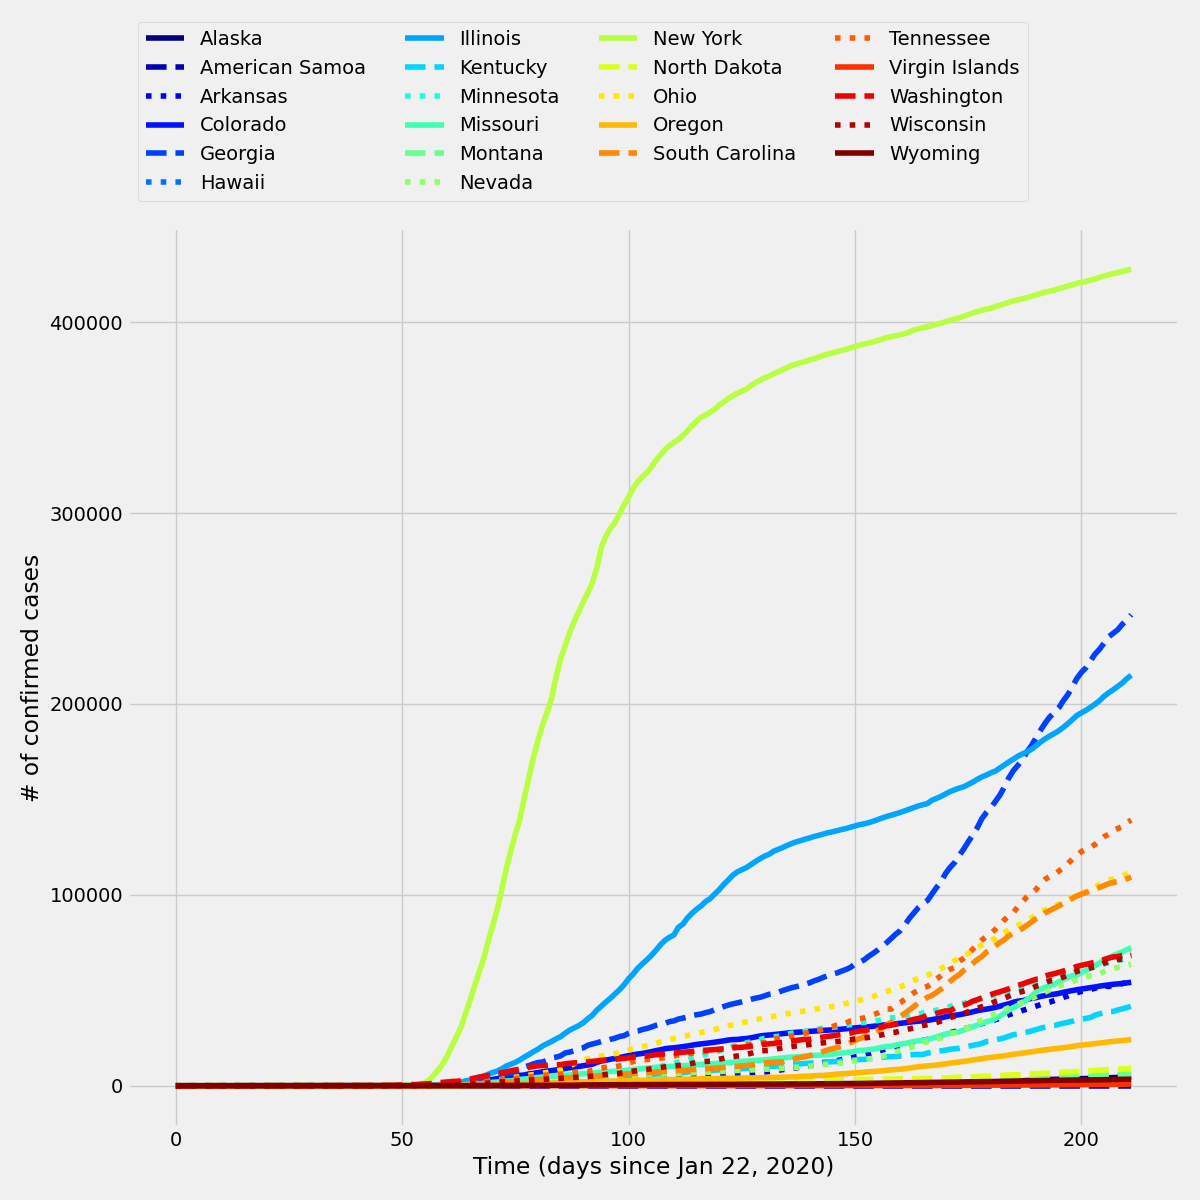 Alaska
American Samoa
Arkansas
Colorado
Georgia
Hawaii
Illinois
Kentucky
Minnesota
Missouri
Montana
Nevada
New York
North Dakota
Ohio
Oregon
South Carolina
Tennessee
Virgin Islands
Washington
Wisconsin
Wyoming
# of confirmed cases
400000
300000
200000
100000
0
0 50 100 150 200
Time (days since Jan 22, 2020)